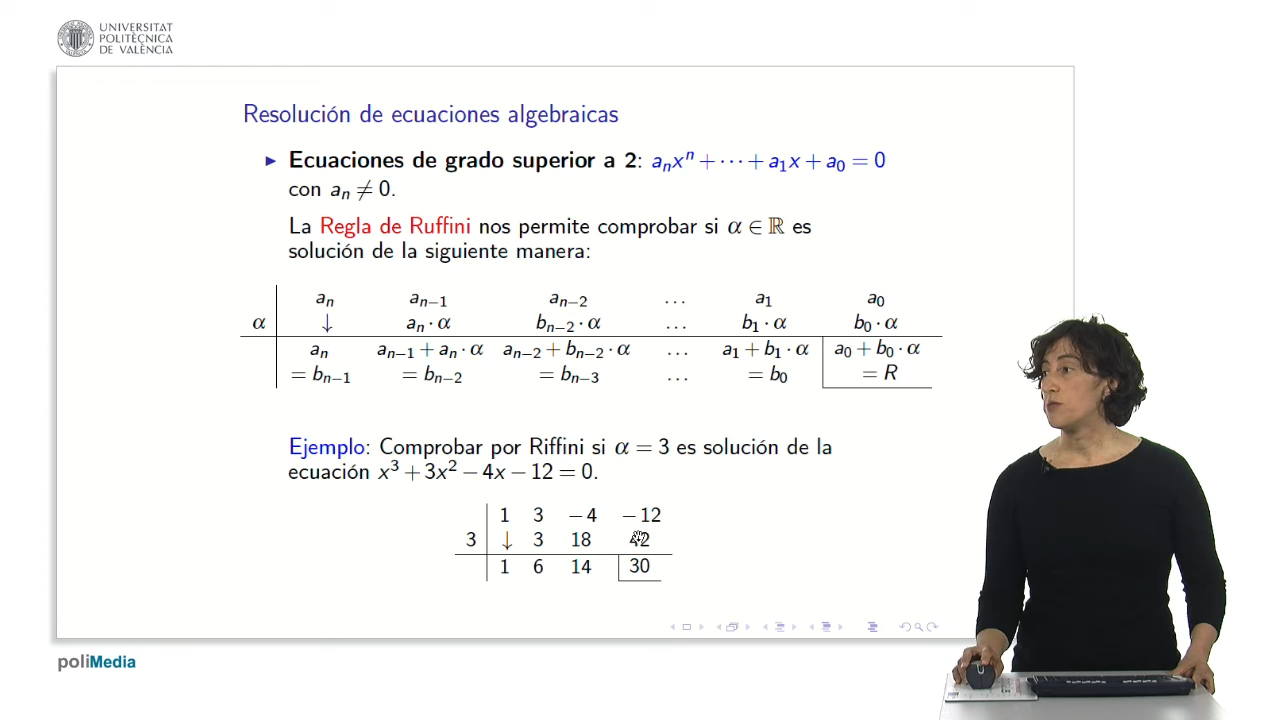 UNIVERSITAT
POLITÈCNICA
DE VALÈNCIA
Resolución de ecuaciones algebraicas
Ecuaciones de grado superior a 2: aₙxⁿ + ⋯ + a₁x + a₀ = 0
con aₙ ≠ 0.
La Regla de Ruffini nos permite comprobar si α ∈ ℝ es
solución de la siguiente manera:
aₙ aₙ₋₁ aₙ₋₂ … a₁ a₀
α ↓ aₙ · α bₙ₋₂ · α … b₁ · α b₀ · α
aₙ aₙ₋₁ + aₙ · α aₙ₋₂ + bₙ₋₂ · α … a₁ + b₁ · α a₀ + b₀ · α
= bₙ₋₁ = bₙ₋₂ = bₙ₋₃ … = b₀ = R
Ejemplo: Comprobar por Riffini si α = 3 es solución de la
ecuación x³ + 3x² − 4x − 12 = 0.
1 3 −4 −12
3 ↓ 3 18 42
1 6 14 30
poliMedia